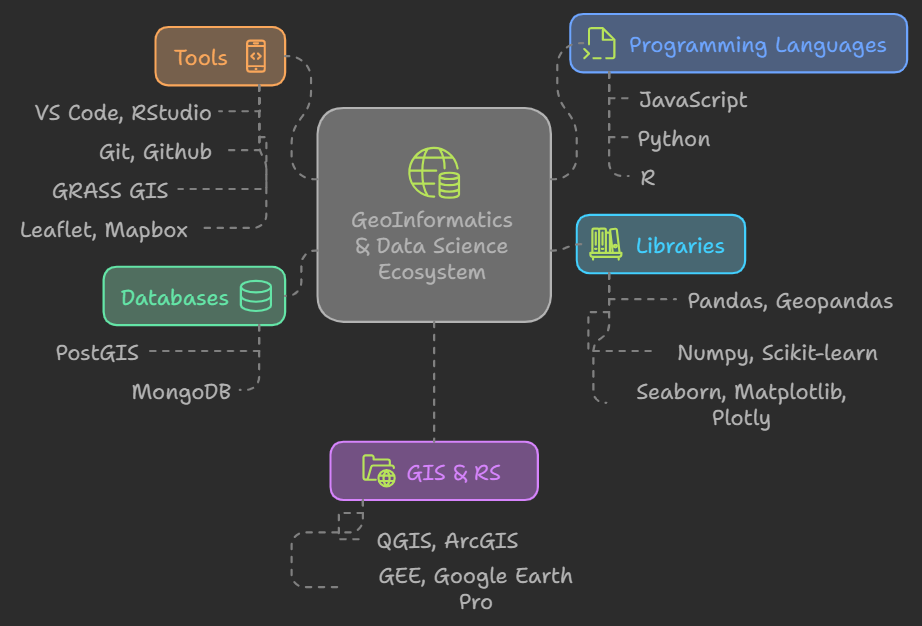 Tools
VS Code, RStudio
Git, Github
GRASS GIS
Leaflet, Mapbox
Databases
PostGIS
MongoDB
GeoInformatics
& Data Science
Ecosystem
Programming Languages
JavaScript
Python
R
Libraries
Pandas, Geopandas
Numpy, Scikit-learn
Seaborn, Matplotlib,
Plotly
GIS & RS
QGIS, ArcGIS
GEE, Google Earth
Pro